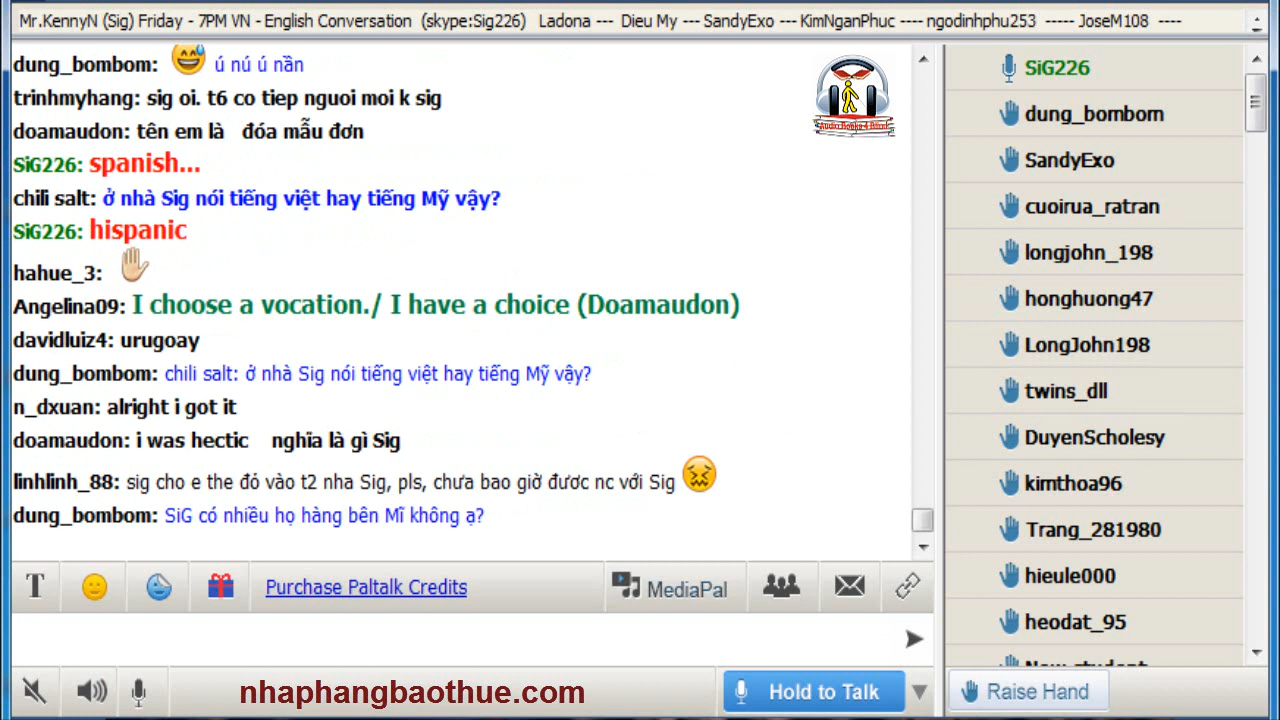 Mr.KennyN (Sig) Friday - 7PM VN - English Conversation (skype:Sig226) Ladona --- Dieu My --- SandyExo --- KimNganPhuc ---- ngodinhphu253 ----- JoseM108 ----
dung_bombom: ú nú ú nần
trinhmyhang: sig oi. t6 co tiep nguoi moi k sig
doamaudon: tên em là đóa mẫu đơn
SiG226: spanish...
chili salt: ở nhà Sig nói tiếng việt hay tiếng Mỹ vậy?
SiG226: hispanic
hahue_3:
Angelina09: I choose a vocation./ I have a choice (Doamaudon)
davidluiz4: urugoay
dung_bombom: chili salt: ở nhà Sig nói tiếng việt hay tiếng Mỹ vậy?
n_dxuan: alright i got it
doamaudon: i was hectic nghĩa là gì Sig
linhlinh_88: sig cho e the đỏ vào t2 nha Sig, pls, chưa bao giờ đươc nc với Sig
dung_bombom: SiG có nhiều họ hàng bên Mĩ không ạ?
T
Purchase Paltalk Credits
MediaPal
nhaphangbaothue.com
Hold to Talk
SiG226
dung_bombom
SandyExo
cuoirua_ratran
longjohn_198
honghuong47
LongJohn198
twins_dll
DuyenScholesy
kimthoa96
Trang_281980
hieule000
heodat_95
New_student
Raise Hand